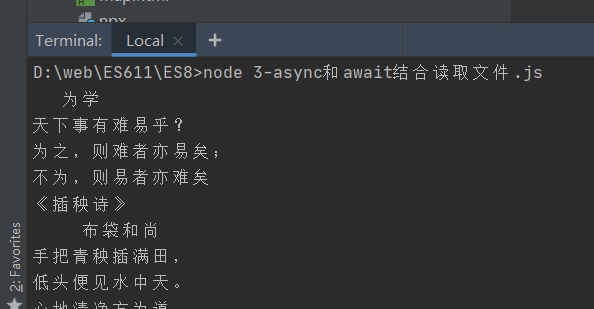 npx
Terminal: Local × +
D:\web\ES611\ES8>node 3-async和await结合读取文件.js
为学
天下事有难易乎?
为之，则难者亦易矣；
不为，则易者亦难矣
《插秧诗》
布袋和尚
手把青秧插满田，
低头便见水中天。
2: Favorites